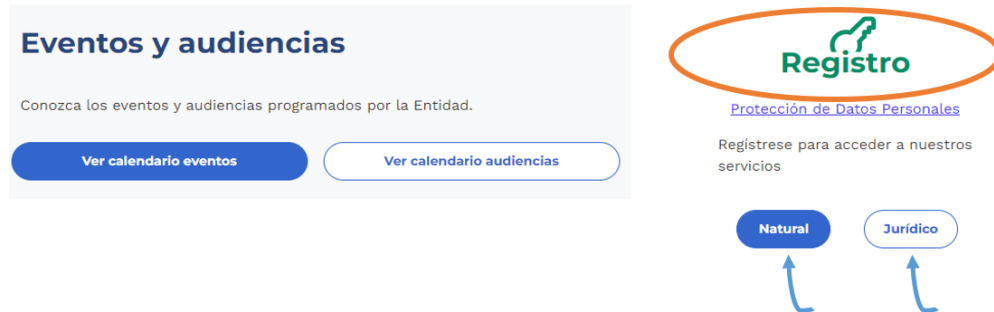 Eventos y audiencias
Conozca los eventos y audiencias programados por la Entidad.
Ver calendario eventos
Ver calendario audiencias
Registro
Protección de Datos Personales
Regístrese para acceder a nuestros
servicios
Natural
Jurídico